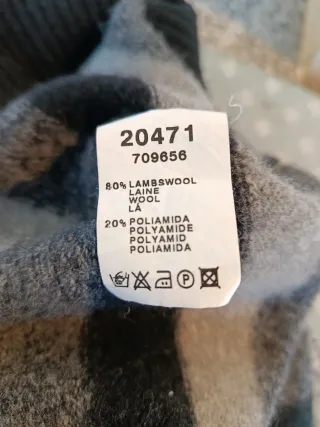 20471
709656
80% LAMBSWOOL
LAINE
WOOL
LÃ
20% POLIAMIDA
POLYAMIDE
POLYAMID
POLIAMIDA
P